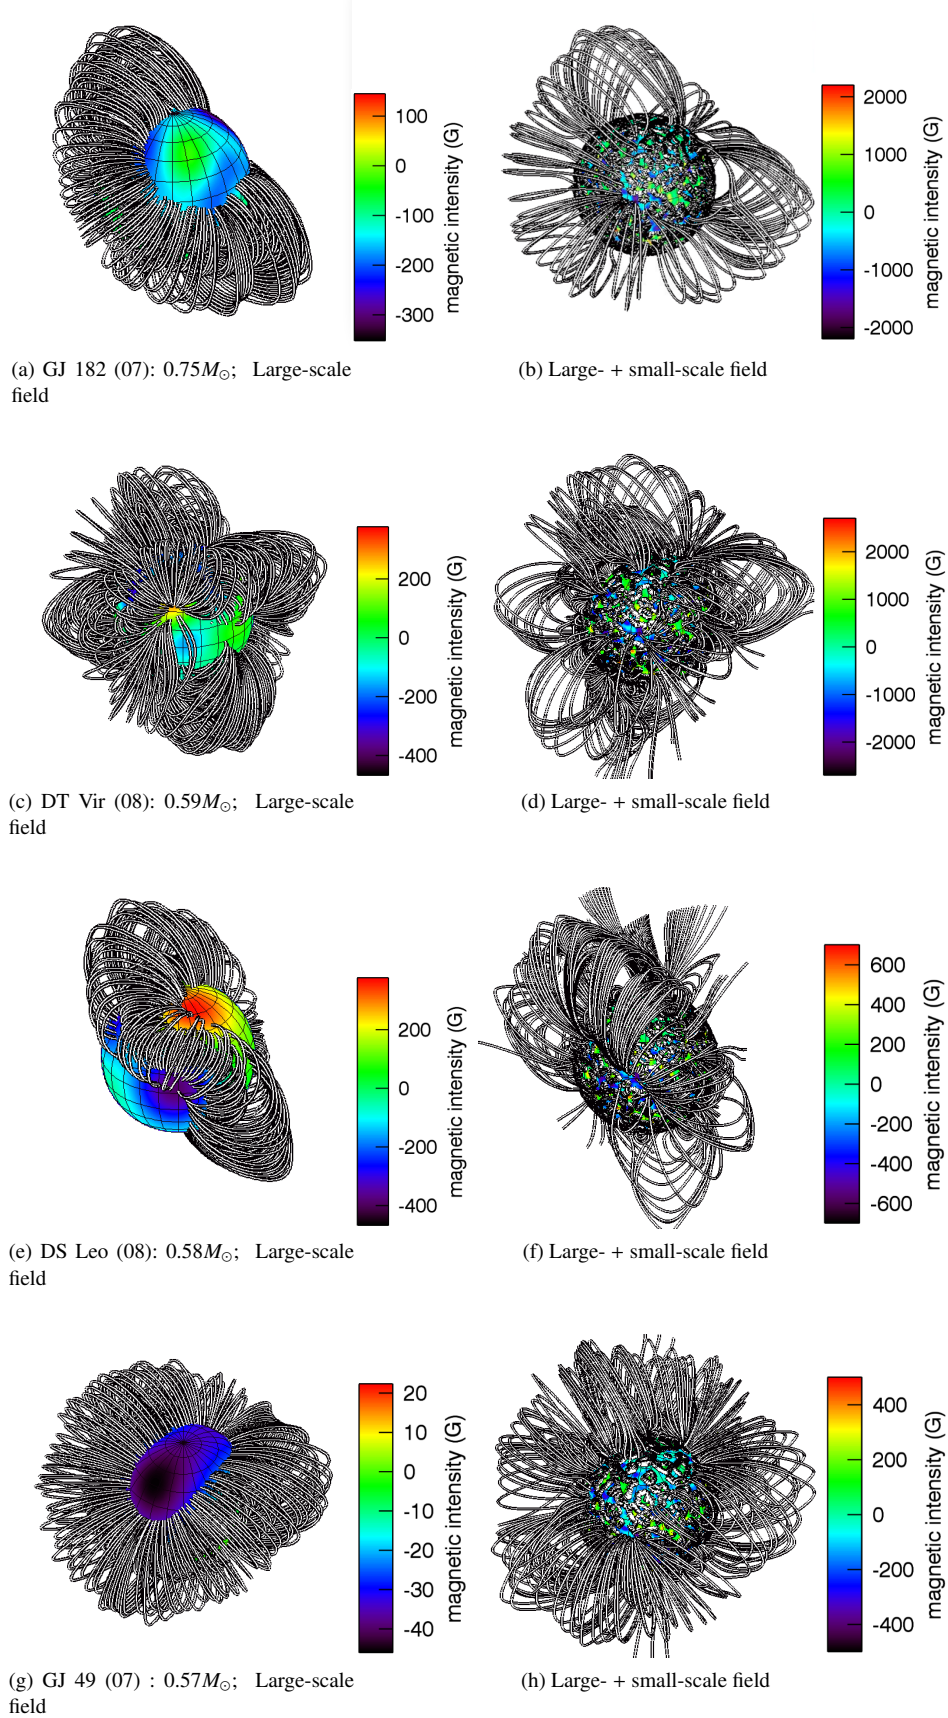 100
0
-100
-200
-300
magnetic intensity (G)
2000
1000
0
-1000
-2000
magnetic intensity (G)
(a) GJ 182 (07): 0.75M⊙; Large-scale
field
(b) Large- + small-scale field
200
0
-200
-400
magnetic intensity (G)
2000
1000
0
-1000
-2000
magnetic intensity (G)
(c) DT Vir (08): 0.59M⊙; Large-scale
field
(d) Large- + small-scale field
200
0
-200
-400
magnetic intensity (G)
600
400
200
0
-200
-400
-600
magnetic intensity (G)
(e) DS Leo (08): 0.58M⊙; Large-scale
field
(f) Large- + small-scale field
20
10
0
-10
-20
-30
-40
magnetic intensity (G)
400
200
0
-200
-400
magnetic intensity (G)
(g) GJ 49 (07) : 0.57M⊙; Large-scale
field
(h) Large- + small-scale field